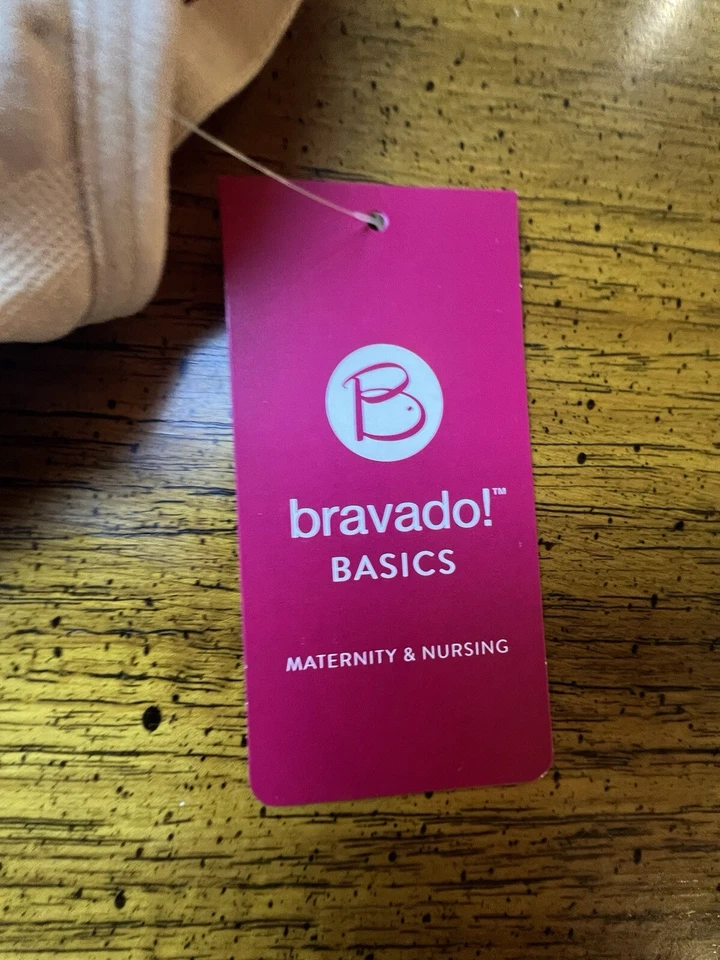 B
bravado!™
BASICS
MATERNITY & NURSING